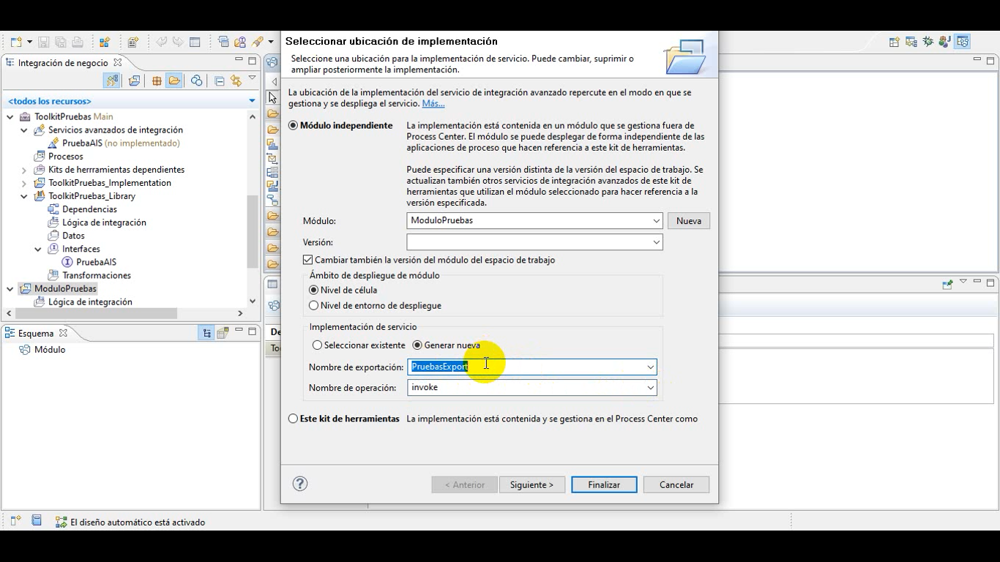 Seleccionar ubicación de implementación
Seleccione una ubicación para la implementación de servicio. Puede cambiar, suprimir o
ampliar posteriormente la implementación.
Integración de negocio
<todos los recursos>
ToolkitPruebas Main
Servicios avanzados de integración
PruebaAIS (no implementado)
Procesos
Kits de herrramientas dependientes
ToolkitPruebas_Implementation
ToolkitPruebas_Library
Dependencias
Lógica de integración
Datos
Interfaces
PruebaAIS
Transformaciones
ModuloPruebas
Lógica de integración
Esquema
Módulo
La ubicación de la implementación del servicio de integración avanzado repercute en el modo en que se
gestiona y se despliega el servicio. Más...
Módulo independiente
La implementación está contenida en un módulo que se gestiona fuera de
Process Center. El módulo se puede desplegar de forma independiente de las
aplicaciones de proceso que hacen referencia a este kit de herramientas.
Puede especificar una versión distinta de la versión del espacio de trabajo. Se
actualizan también otros servicios de integración avanzados de este kit de
herramientas que utilizan el módulo seleccionado para hacer referencia a la
versión especificada.
Módulo: ModuloPruebas Nueva
Versión:
Cambiar también la versión del módulo del espacio de trabajo
Ámbito de despliegue de módulo
Nivel de célula
Nivel de entorno de despliegue
Implementación de servicio
Seleccionar existente Generar nueva
Nombre de exportación: PruebasExport
Nombre de operación: invoke
Este kit de herramientas La implementación está contenida y se gestiona en el Process Center como
De
To
< Anterior Siguiente > Finalizar Cancelar
El diseño automático está activado